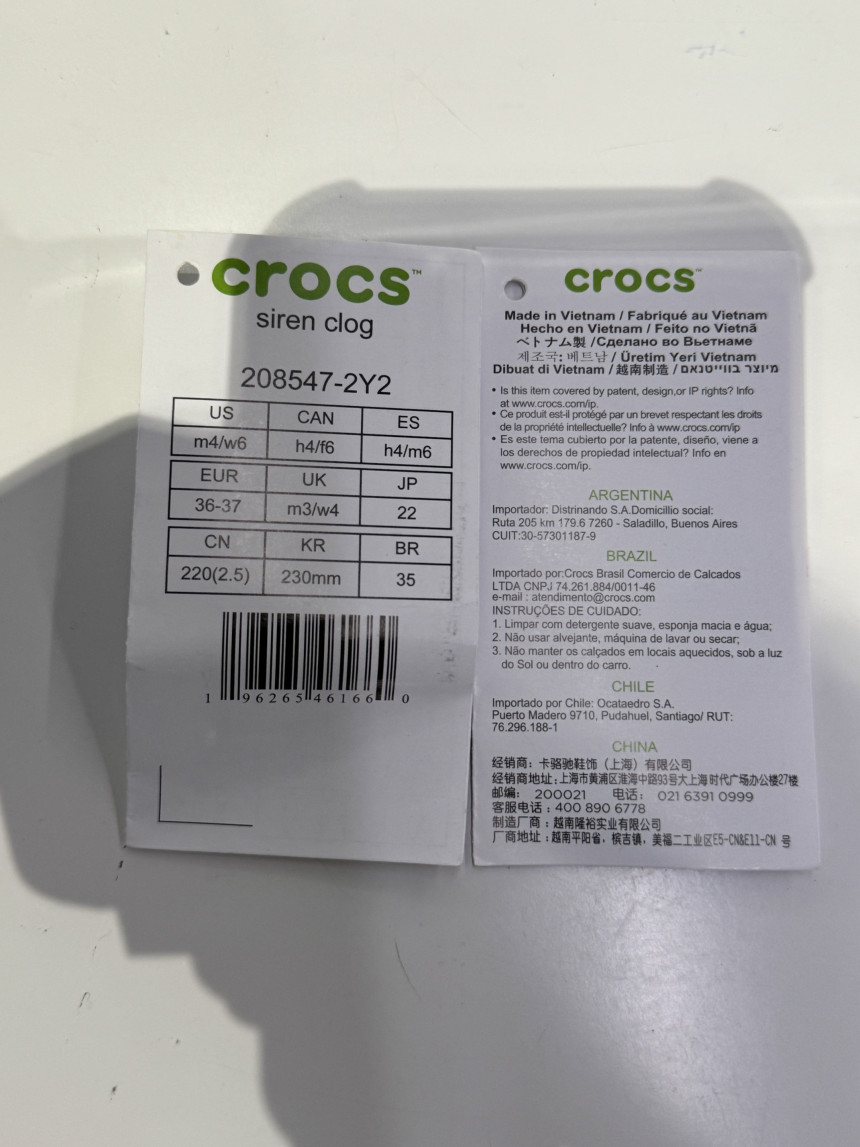 crocs™
siren clog
208547-2Y2
US CAN ES
m4/w6 h4/f6 h4/m6
EUR UK JP
36-37 m3/w4 22
CN KR BR
220(2.5) 230mm 35
1 96265 46166 0
crocs™
Made in Vietnam / Fabriqué au Vietnam
Hecho en Vietnam / Feito no Vietnã
ベトナム製 /Сделано во Вьетнаме
제조국: 베트남 / Üretim Yeri Vietnam
Dibuat di Vietnam / 越南制造 / מיוצר בווייטנאם
• Is this item covered by patent, design,or IP rights? Info
at www.crocs.com/ip.
• Ce produit est-il protégé par un brevet respectant les droits
de la propriété intellectuelle? Info à www.crocs.com/ip
• Es este tema cubierto por la patente, diseño, viene a
los derechos de propiedad intelectual? Info en
www.crocs.com/ip.
ARGENTINA
Importador: Distrinando S.A.Domicillio social:
Ruta 205 km 179.6 7260 - Saladillo, Buenos Aires
CUIT:30-57301187-9
BRAZIL
Importado por:Crocs Brasil Comercio de Calcados
LTDA CNPJ 74.261.884/0011-46
e-mail : atendimento@crocs.com
INSTRUÇÕES DE CUIDADO:
1. Limpar com detergente suave, esponja macia e água;
2. Não usar alvejante, máquina de lavar ou secar;
3. Não manter os calçados em locais aquecidos, sob a luz
do Sol ou dentro do carro.
CHILE
Importado por Chile: Ocataedro S.A.
Puerto Madero 9710, Pudahuel, Santiago/ RUT:
76.296.188-1
CHINA
经销商：卡骆驰鞋饰（上海）有限公司
经销商地址：上海市黄浦区淮海中路93号大上海时代广场办公楼27楼
邮编： 200021 电话： 021 6391 0999
客服电话：400 890 6778
制造厂商：越南隆裕实业有限公司
厂商地址：越南平阳省，槟吉镇，美福二工业区E5-CN&E11-CN 号